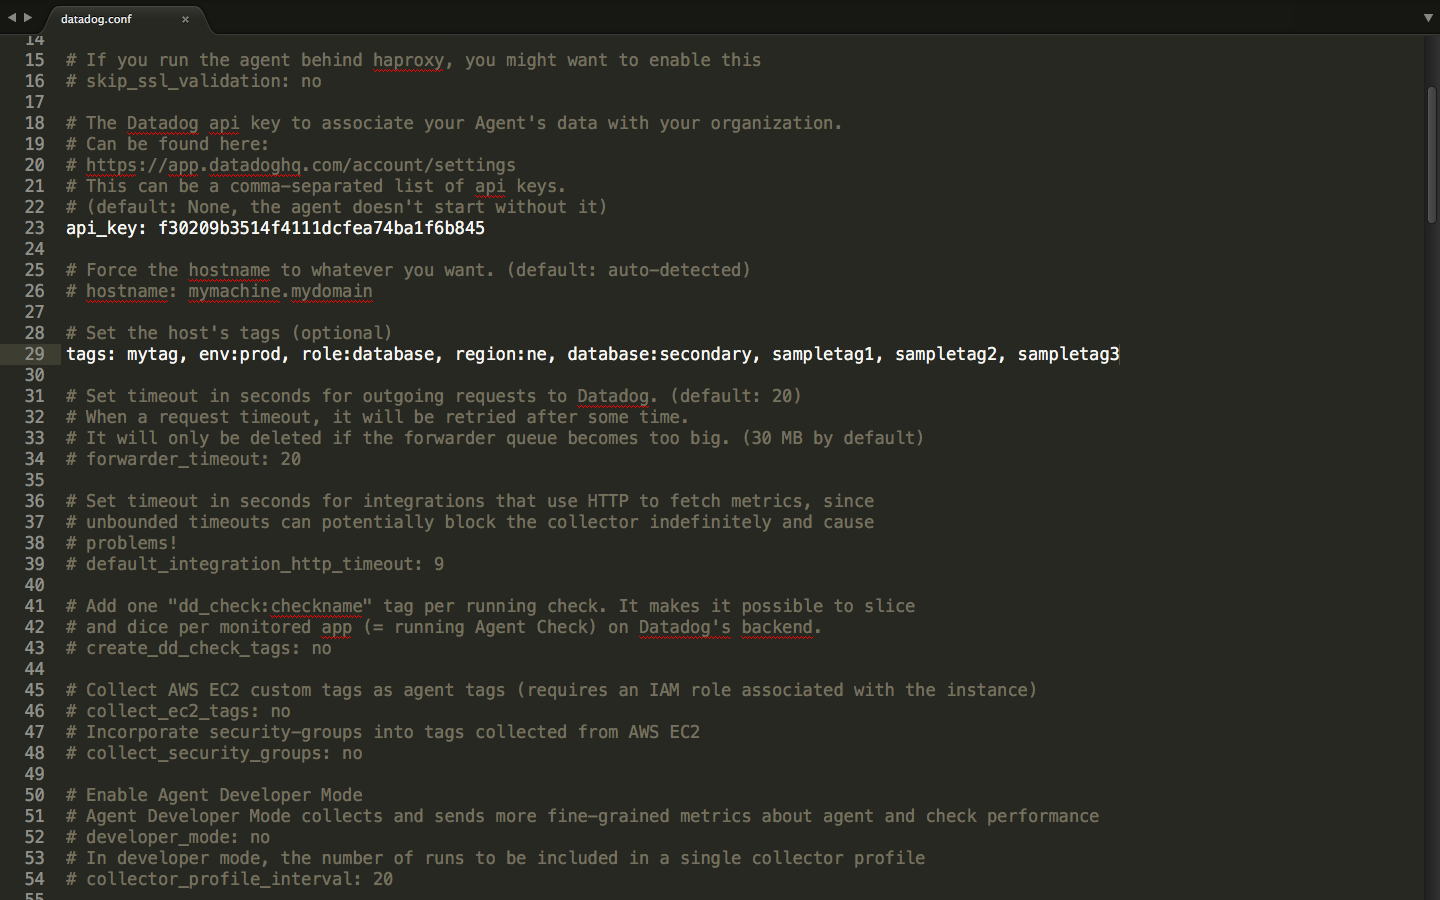 datadog.conf
14
15 # If you run the agent behind haproxy, you might want to enable this
16 # skip_ssl_validation: no
17
18 # The Datadog api key to associate your Agent's data with your organization.
19 # Can be found here:
20 # https://app.datadoghq.com/account/settings
21 # This can be a comma-separated list of api keys.
22 # (default: None, the agent doesn't start without it)
23 api_key: f30209b3514f4111dcfea74ba1f6b845
24
25 # Force the hostname to whatever you want. (default: auto-detected)
26 # hostname: mymachine.mydomain
27
28 # Set the host's tags (optional)
29 tags: mytag, env:prod, role:database, region:ne, database:secondary, sampletag1, sampletag2, sampletag3
30
31 # Set timeout in seconds for outgoing requests to Datadog. (default: 20)
32 # When a request timeout, it will be retried after some time.
33 # It will only be deleted if the forwarder queue becomes too big. (30 MB by default)
34 # forwarder_timeout: 20
35
36 # Set timeout in seconds for integrations that use HTTP to fetch metrics, since
37 # unbounded timeouts can potentially block the collector indefinitely and cause
38 # problems!
39 # default_integration_http_timeout: 9
40
41 # Add one "dd_check:checkname" tag per running check. It makes it possible to slice
42 # and dice per monitored app (= running Agent Check) on Datadog's backend.
43 # create_dd_check_tags: no
44
45 # Collect AWS EC2 custom tags as agent tags (requires an IAM role associated with the instance)
46 # collect_ec2_tags: no
47 # Incorporate security-groups into tags collected from AWS EC2
48 # collect_security_groups: no
49
50 # Enable Agent Developer Mode
51 # Agent Developer Mode collects and sends more fine-grained metrics about agent and check performance
52 # developer_mode: no
53 # In developer mode, the number of runs to be included in a single collector profile
54 # collector_profile_interval: 20
55